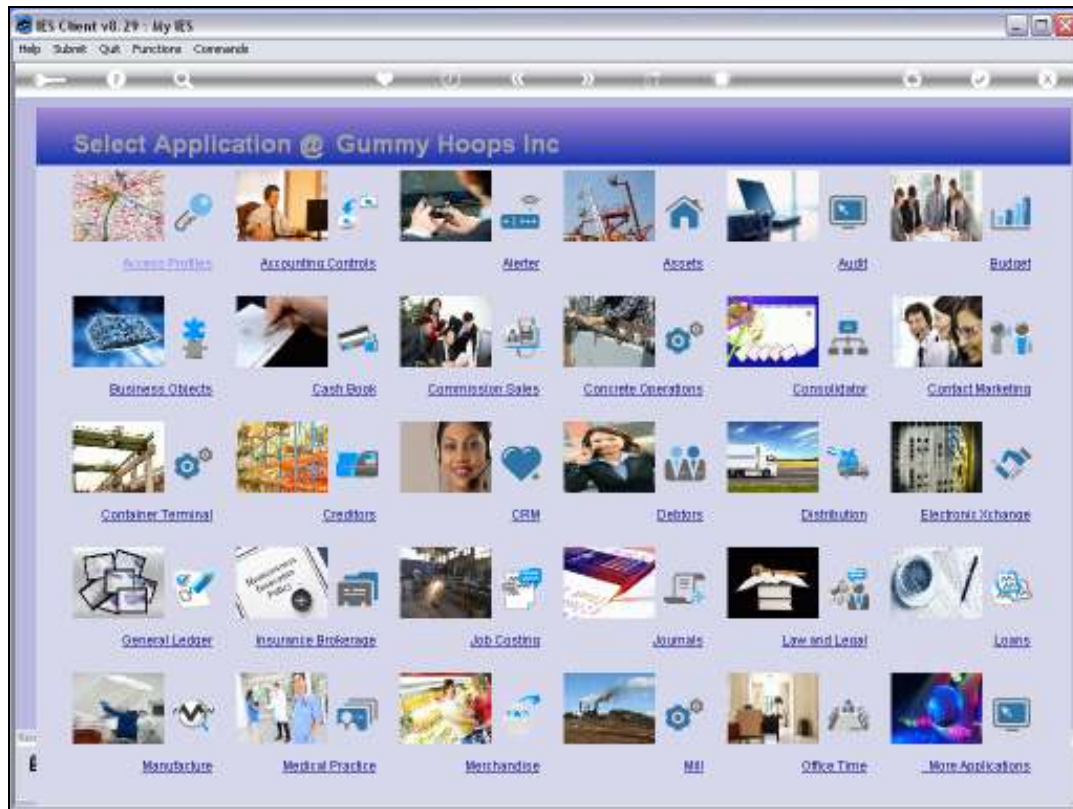 IES Client v8.29 : My IES
Help Submit Quit Functions Commands
Select Application @ Gummy Hoops Inc
Access Profiles Accounting Controls Alerter Assets Audit Budget
Business Objects Cash Book Commission Sales Concrete Operations Consolidator Contact Marketing
Container Terminal Creditors CRM Debtors Distribution Electronic Xchange
Insurance
Policy
General Ledger Insurance Brokerage Job Costing Journals Law and Legal Loans
Manufacture Medical Practice Merchandise Mill Office Time ...More Applications